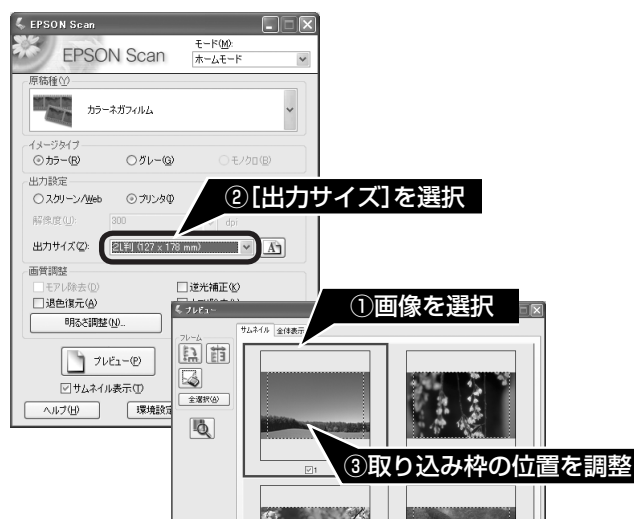 EPSON Scan
EPSON Scan
モード(M):
ホームモード
原稿種(Y)
カラーネガフィルム
イメージタイプ
カラー(R)
グレー(G)
モノクロ(B)
出力設定
スクリーン/Web
プリンタ(I)
②[出力サイズ]を選択
解像度(U):
300
dpi
出力サイズ(Z):
2L判 (127 x 178 mm)
画質調整
モアレ除去(D)
逆光補正(K)
退色復元(A)
明るさ調整(N)...
プレビュー
①画像を選択
フレーム
サムネイル
全体表示
プレビュー(P)
全選択(A)
サムネイル表示(T)
ヘルプ(H)
環境設定
1
③取り込み枠の位置を調整